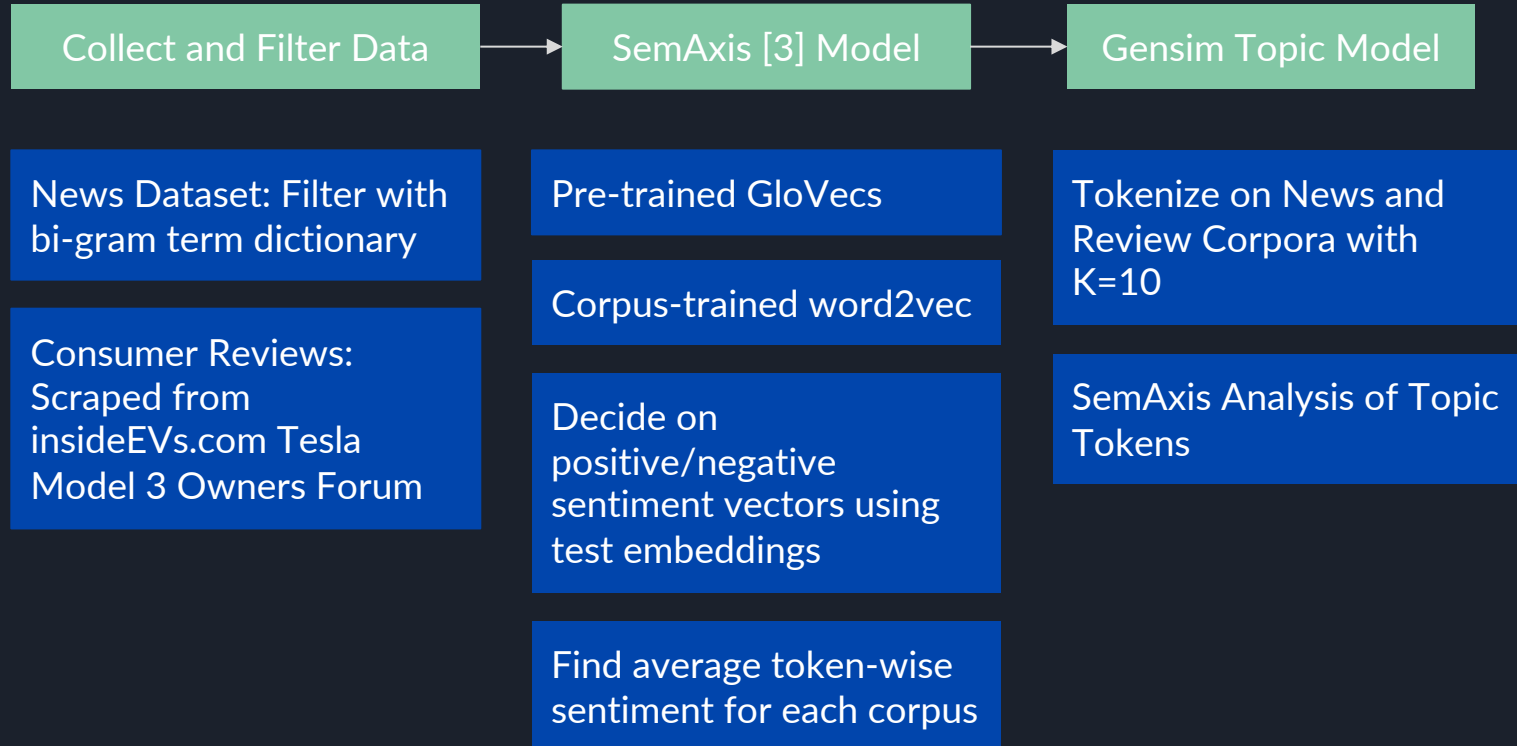 Collect and Filter Data
SemAxis [3] Model
Gensim Topic Model
News Dataset: Filter with
bi-gram term dictionary
Consumer Reviews:
Scraped from
insideEVs.com Tesla
Model 3 Owners Forum
Pre-trained GloVecs
Corpus-trained word2vec
Decide on
positive/negative
sentiment vectors using
test embeddings
Find average token-wise
sentiment for each corpus
Tokenize on News and
Review Corpora with
K=10
SemAxis Analysis of Topic
Tokens